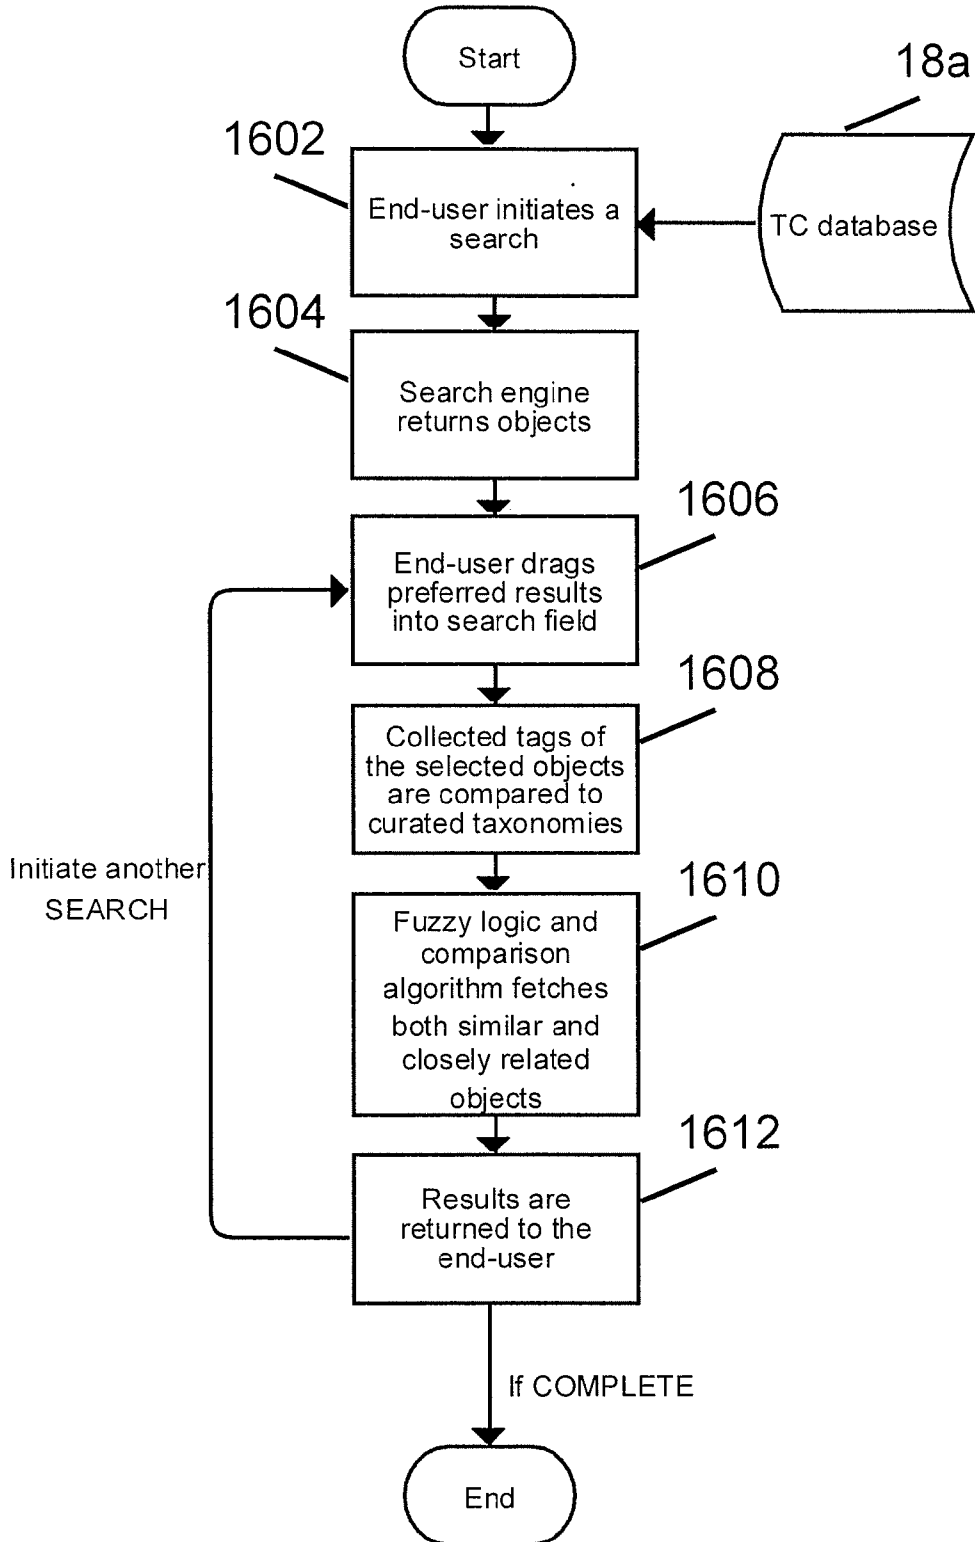 Start
18a
1602
End-user initiates a
search
TC database
1604
Search engine
returns objects
1606
End-user drags
preferred results
into search field
1608
Collected tags of
the selected objects
are compared to
curated taxonomies
Initiate another
SEARCH
1610
Fuzzy logic and
comparison
algorithm fetches
both similar and
closely related
objects
1612
Results are
returned to the
end-user
If COMPLETE
End